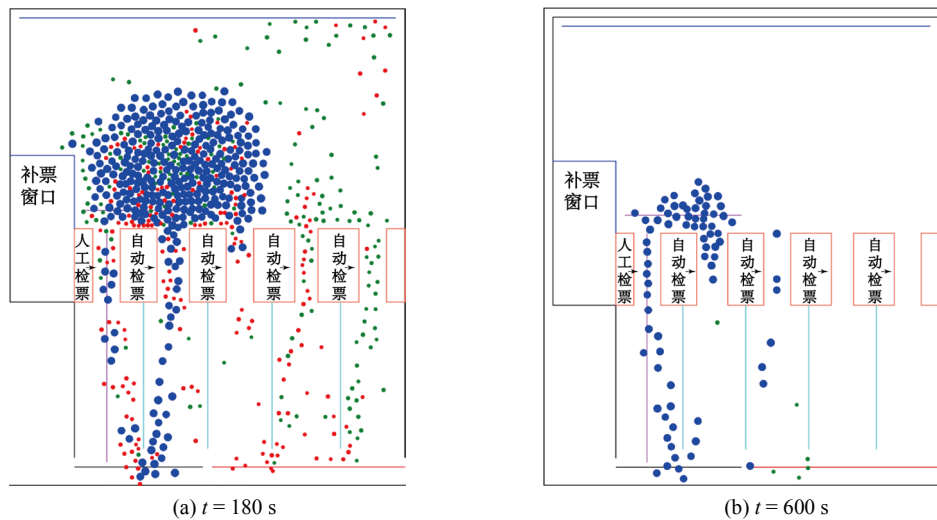 补票
窗口
人工检票
自动检票
自动检票
自动检票
自动检票
(a) t = 180 s
补票
窗口
人工检票
自动检票
自动检票
自动检票
自动检票
(b) t = 600 s